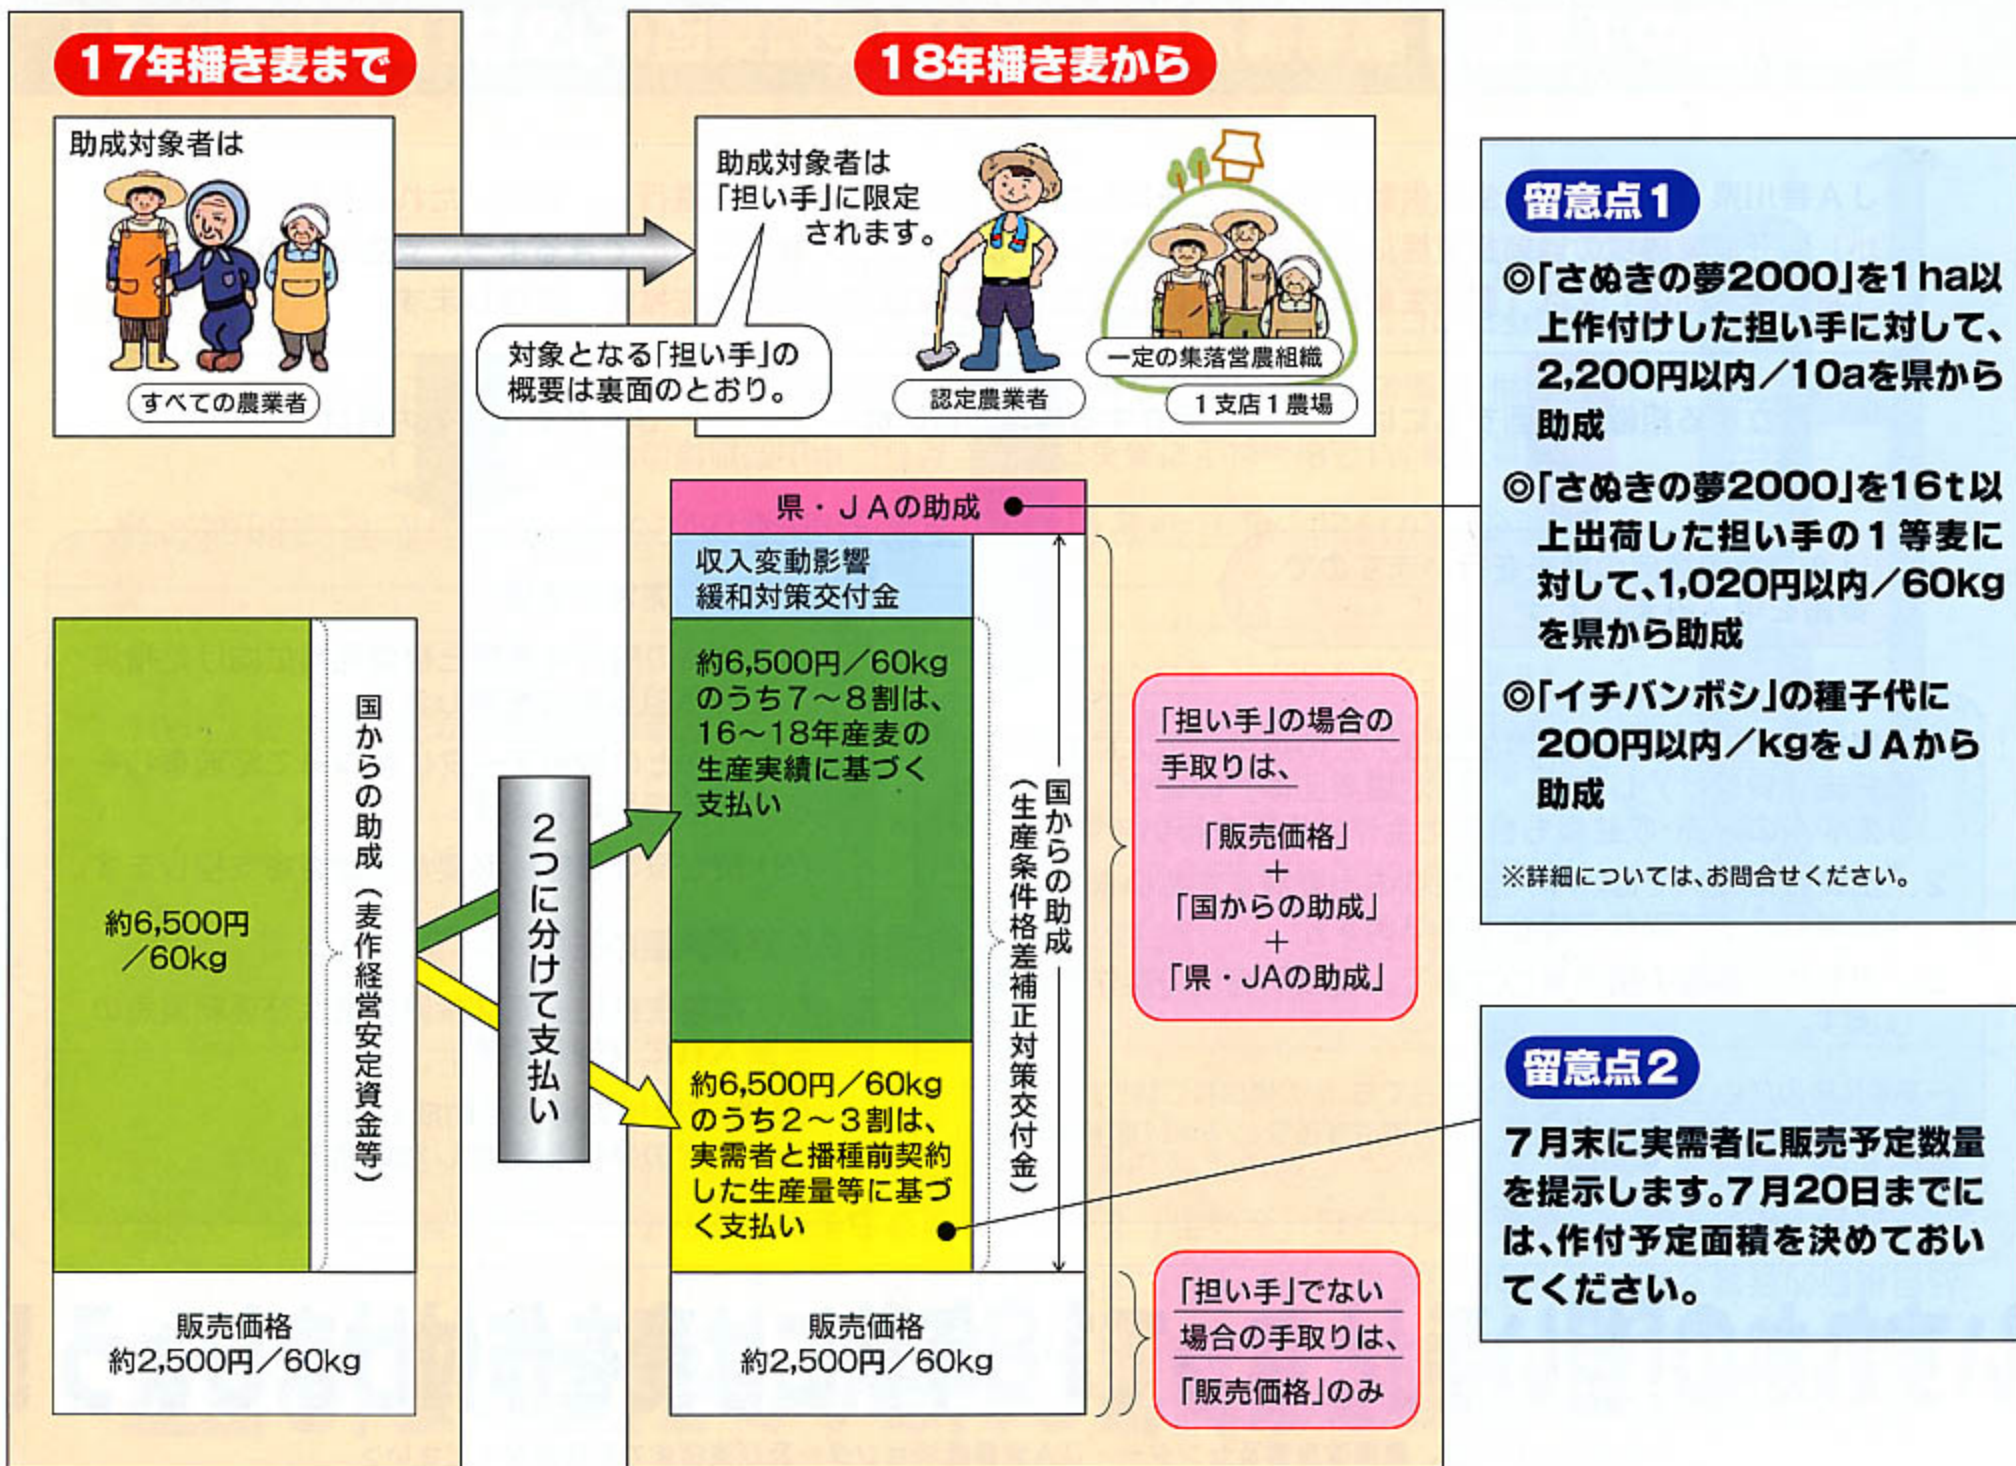 17年播き麦まで
助成対象者は
すべての農業者
約6,500円
／60kg
国からの助成（麦作経営安定資金等）
販売価格
約2,500円／60kg
18年播き麦から
助成対象者は
「担い手」に限定
されます。
対象となる「担い手」の
概要は裏面のとおり。
認定農業者
一定の集落営農組織
１支店１農場
２つに分けて支払い
県・ＪＡの助成
収入変動影響
緩和対策交付金
約6,500円／60kg
のうち７～８割は、
16～18年産麦の
生産実績に基づく
支払い
約6,500円／60kg
のうち２～３割は、
実需者と播種前契約
した生産量等に基づ
く支払い
国からの助成
（生産条件格差補正対策交付金）
販売価格
約2,500円／60kg
「担い手」の場合の
手取りは、
「販売価格」
＋
「国からの助成」
＋
「県・JAの助成」
「担い手」でない
場合の手取りは、
「販売価格」のみ
留意点1
◎「さぬきの夢2000」を1ha以
上作付けした担い手に対して、
2,200円以内／10aを県から
助成
◎「さぬきの夢2000」を16t以
上出荷した担い手の１等麦に
対して、1,020円以内／60kg
を県から助成
◎「イチバンボシ」の種子代に
200円以内／kgをＪＡから
助成
※詳細については、お問合せください。
留意点2
７月末に実需者に販売予定数量
を提示します。７月20日までに
は、作付予定面積を決めておい
てください。